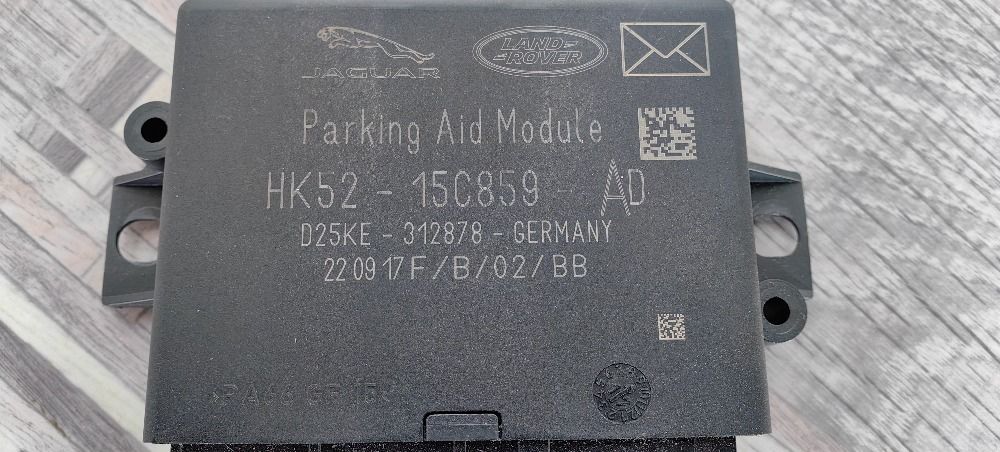 JAGUAR
LAND ROVER
Parking Aid Module
HK52 - 15C859 - AD
D25KE - 312878 - GERMANY
22 09 17 F/B/02/BB